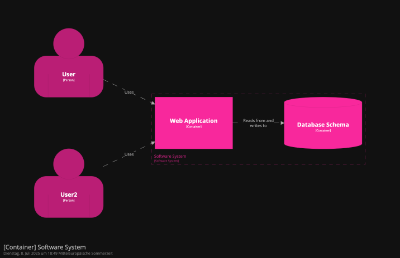 User
[Person]
Uses
Web Application
[Container]
Reads from and
writes to
Database Schema
[Container]
Software System
[Software System]
Uses
User2
[Person]
[Container] Software System